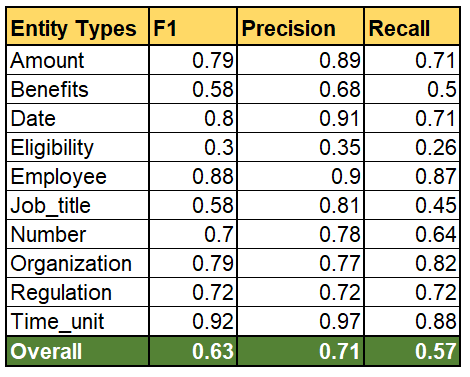 Entity Types F1 Precision Recall
Amount 0.79 0.89 0.71
Benefits 0.58 0.68 0.5
Date 0.8 0.91 0.71
Eligibility 0.3 0.35 0.26
Employee 0.88 0.9 0.87
Job_title 0.58 0.81 0.45
Number 0.7 0.78 0.64
Organization 0.79 0.77 0.82
Regulation 0.72 0.72 0.72
Time_unit 0.92 0.97 0.88
Overall 0.63 0.71 0.57